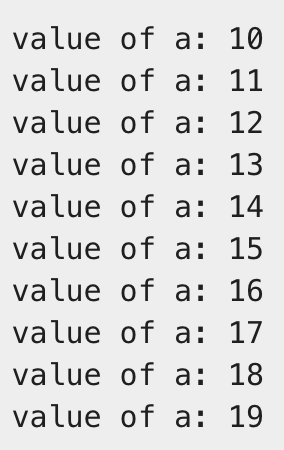 value of a: 10
value of a: 11
value of a: 12
value of a: 13
value of a: 14
value of a: 15
value of a: 16
value of a: 17
value of a: 18
value of a: 19